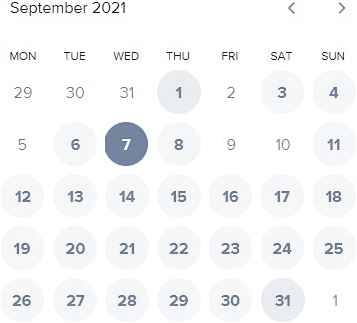 September 2021
MON TUE WED THU FRI SAT SUN
29 30 31 1 2 3 4
5 6 7 8 9 10 11
12 13 14 15 16 17 18
19 20 21 22 23 24 25
26 27 28 29 30 31 1